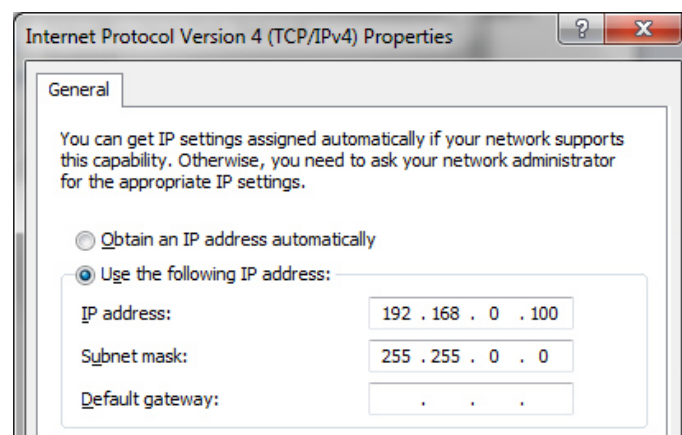 Internet Protocol Version 4 (TCP/IPv4) Properties
?
X
General
You can get IP settings assigned automatically if your network supports
this capability. Otherwise, you need to ask your network administrator
for the appropriate IP settings.
Obtain an IP address automatically
Use the following IP address:
IP address: 192 . 168 . 0 . 100
Subnet mask: 255 . 255 . 0 . 0
Default gateway: . . .